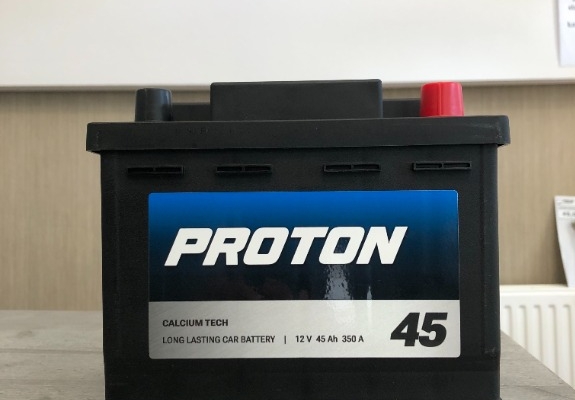 PROTON
CALCIUM TECH
LONG LASTING CAR BATTERY | 12 V 45 Ah 350 A
45